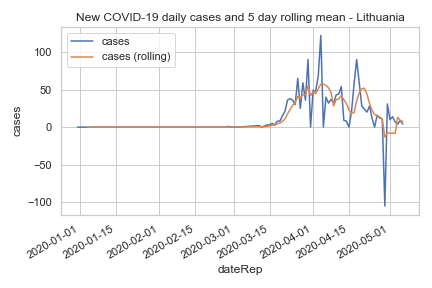 New COVID-19 daily cases and 5 day rolling mean - Lithuania
cases
cases (rolling)
100
50
0
−50
−100
cases
2020-01-01
2020-01-15
2020-02-01
2020-02-15
2020-03-01
2020-03-15
2020-04-01
2020-04-15
2020-05-01
dateRep